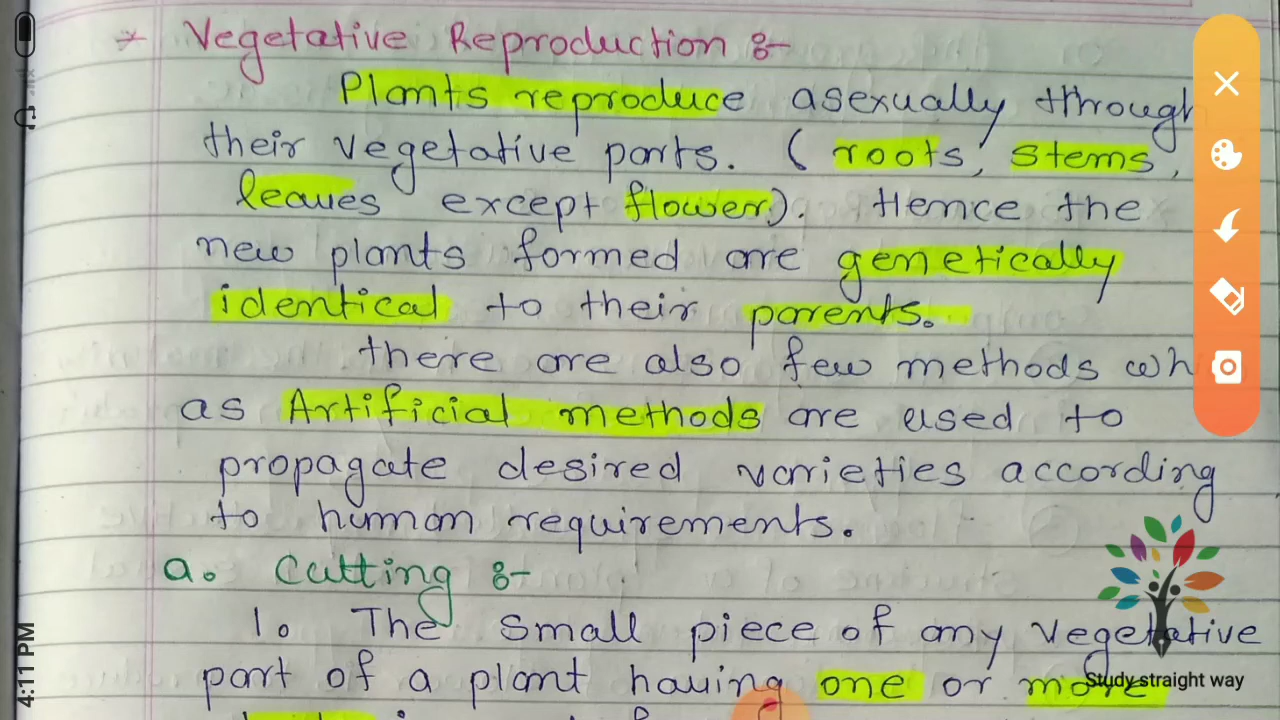 * Vegetative Reproduction :-
Plants reproduce asexually through
their vegetative parts. ( roots, stems,
leaves except flower). Hence the
new plants formed are genetically
identical to their parents.
there are also few methods wh
as Artificial methods are used to
propagate desired varieties according
to human requirements.
a. Cutting :-
1. The small piece of any vegetative
part of a plant having one or more
Study straight way
4:11 PM